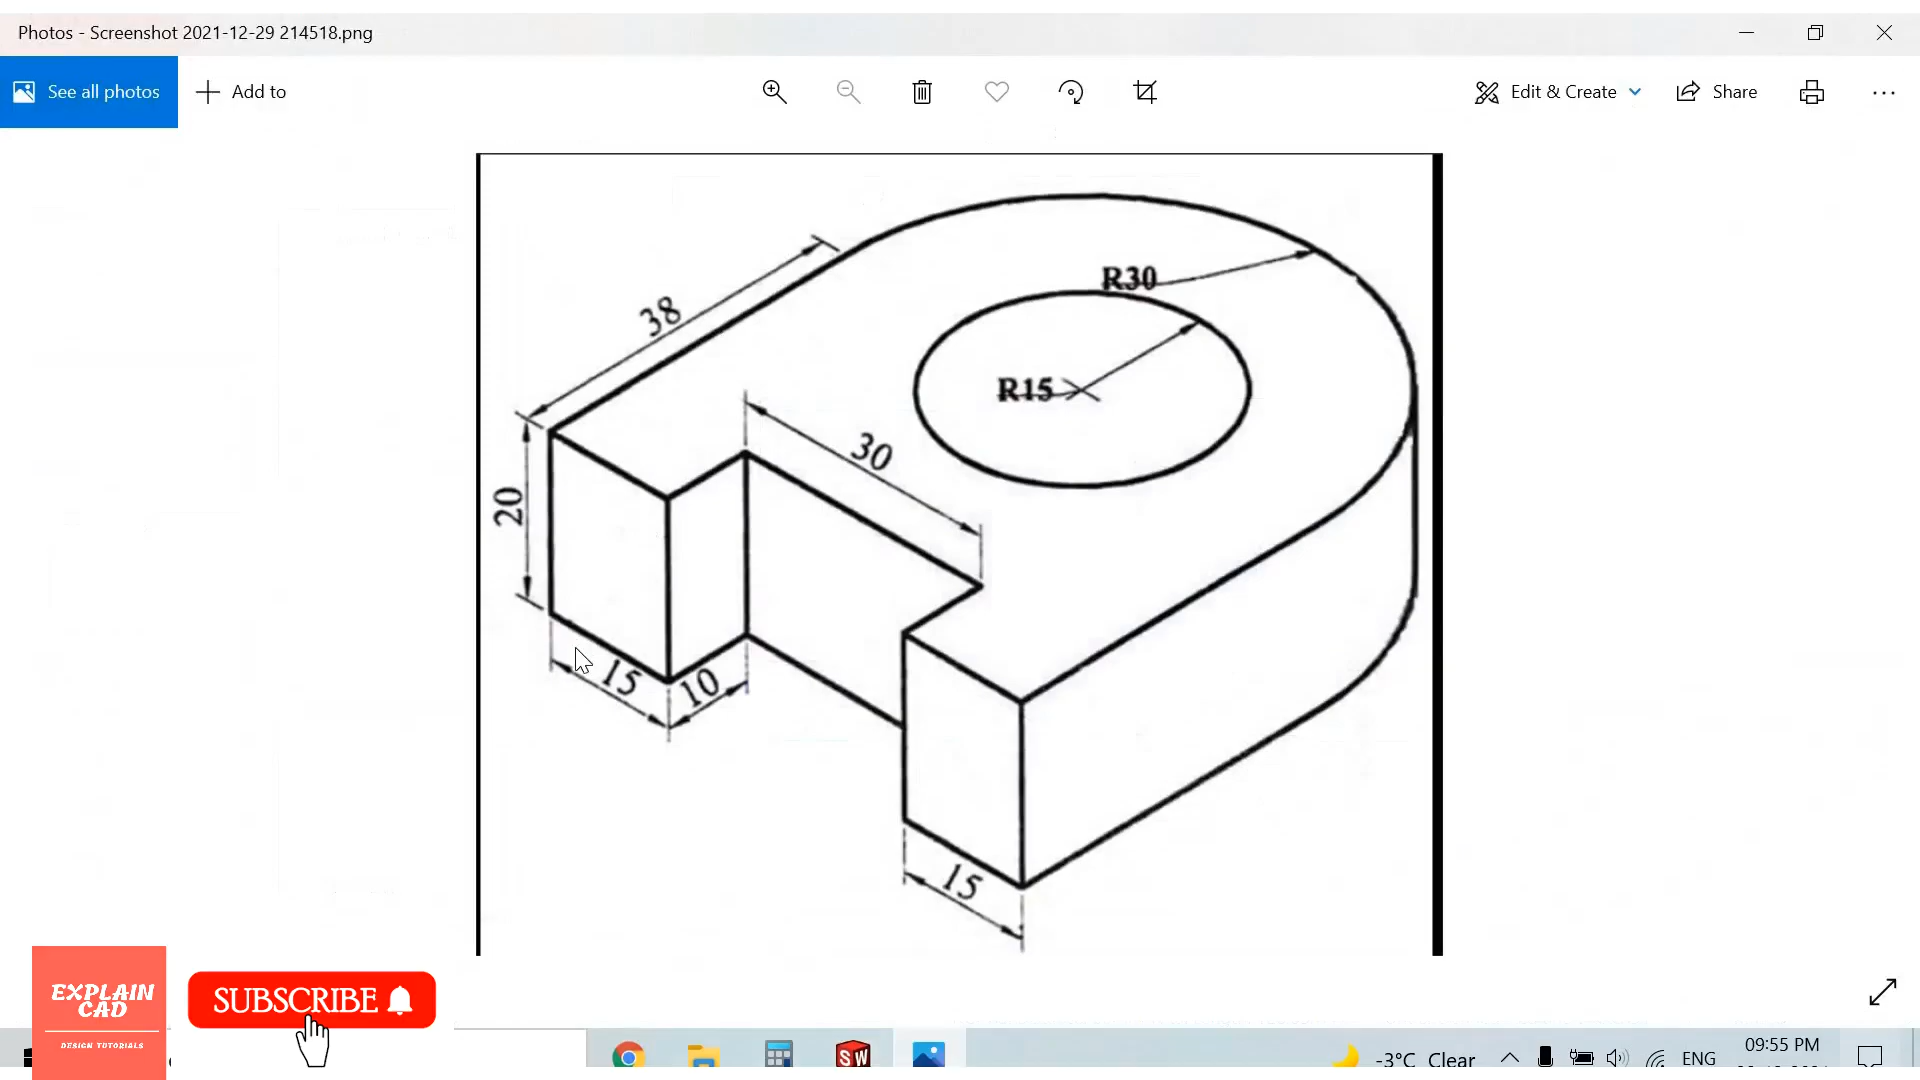 Photos - Screenshot 2021-12-29 214518.png
See all photos
Add to
Edit & Create
Share
R30
38
R15
30
20
15
10
15
EXPLAIN
CAD
DESIGN TUTORIALS
SUBSCRIBE
SW
-3°C Clear
ENG
09:55 PM